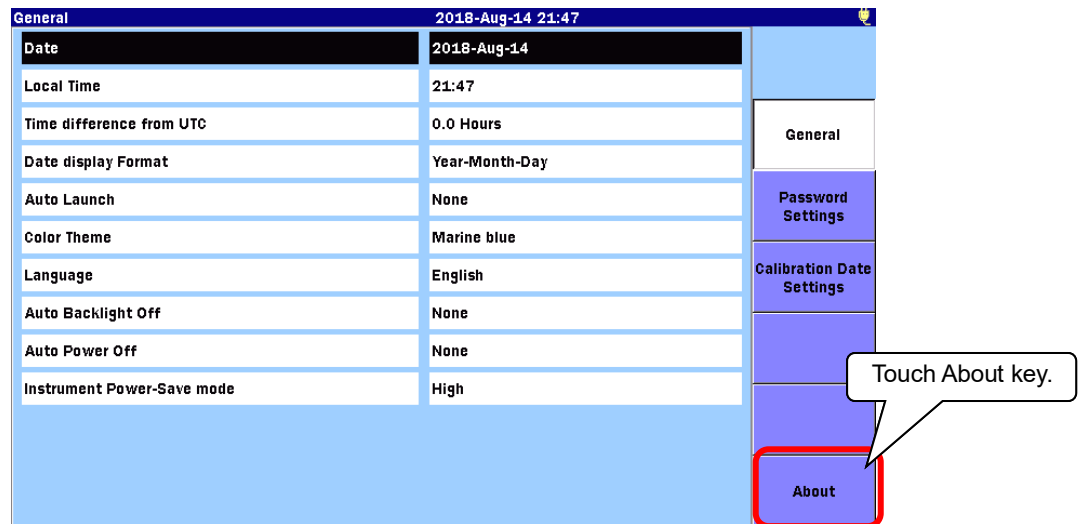 General 2018-Aug-14 21:47
Date 2018-Aug-14
Local Time 21:47
Time difference from UTC 0.0 Hours
Date display Format Year-Month-Day
Auto Launch None
Color Theme Marine blue
Language English
Auto Backlight Off None
Auto Power Off None
Instrument Power-Save mode High
General
Password
Settings
Calibration Date
Settings
About
Touch About key.